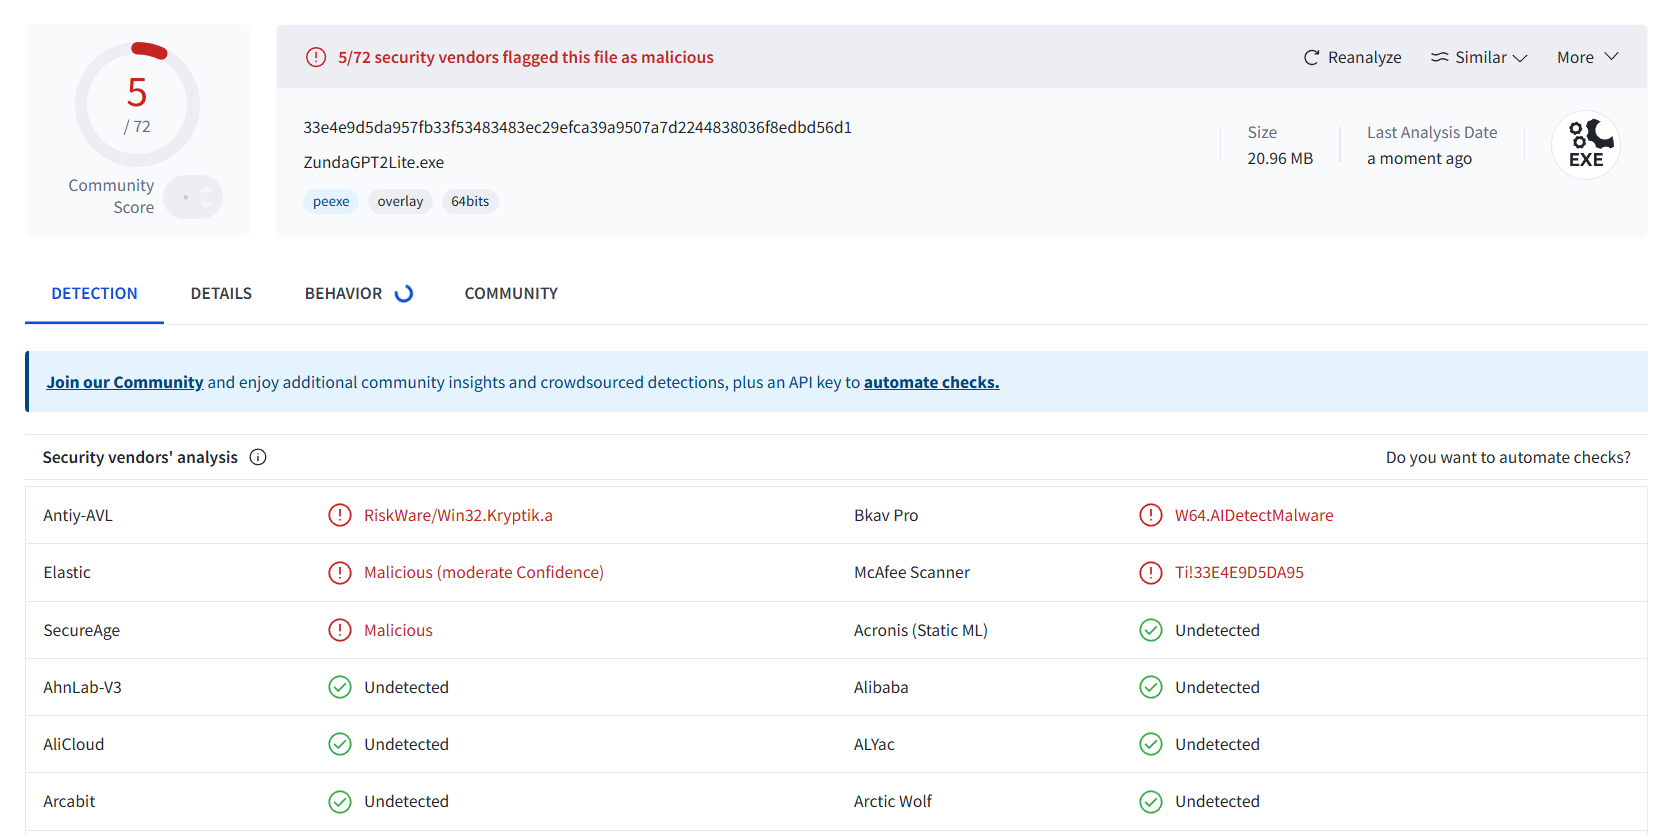 5
/ 72
Community
Score
5/72 security vendors flagged this file as malicious
Reanalyze
Similar
More
33e4e9d5da957fb33f53483483ec29efca39a9507a7d2244838036f8edbd56d1
ZundaGPT2Lite.exe
peexe
overlay
64bits
Size
20.96 MB
Last Analysis Date
a moment ago
EXE
DETECTION
DETAILS
BEHAVIOR
COMMUNITY
Join our Community and enjoy additional community insights and crowdsourced detections, plus an API key to automate checks.
Security vendors' analysis
Do you want to automate checks?
Antiy-AVL
RiskWare/Win32.Kryptik.a
Bkav Pro
W64.AIDetectMalware
Elastic
Malicious (moderate Confidence)
McAfee Scanner
Ti!33E4E9D5DA95
SecureAge
Malicious
Acronis (Static ML)
Undetected
AhnLab-V3
Undetected
Alibaba
Undetected
AliCloud
Undetected
ALYac
Undetected
Arcabit
Undetected
Arctic Wolf
Undetected